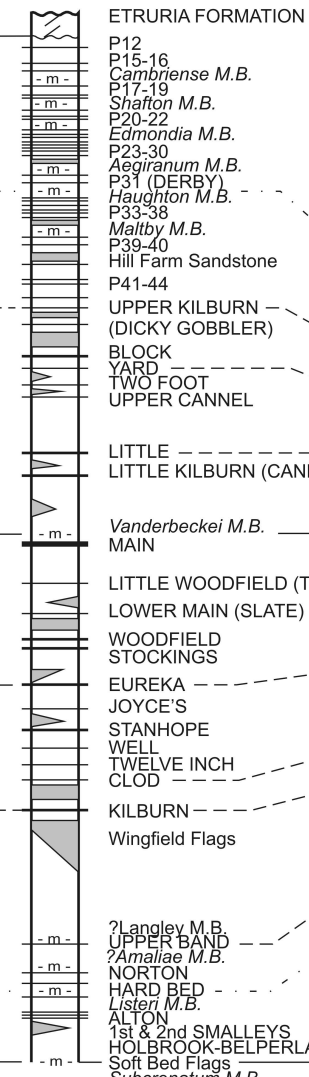 ETRURIA FORMATION
P12
P15-16
- m - Cambriense M.B.
P17-19
- m - Shafton M.B.
P20-22
- m - Edmondia M.B.
P23-30
- m - Aegiranum M.B.
P31 (DERBY)
- m - Haughton M.B.
P33-38
- m - Maltby M.B.
P39-40
Hill Farm Sandstone
P41-44
UPPER KILBURN
(DICKY GOBBLER)
BLOCK
YARD
TWO FOOT
UPPER CANNEL
LITTLE
LITTLE KILBURN (CAN
Vanderbeckei M.B.
- m -
MAIN
LITTLE WOODFIELD (T
LOWER MAIN (SLATE)
WOODFIELD
STOCKINGS
EUREKA
JOYCE'S
STANHOPE
WELL
TWELVE INCH
CLOD
KILBURN
Wingfield Flags
?Langley M.B.
- m - UPPER BAND
?Amaliae M.B.
- m -
NORTON
- m - HARD BED
Listeri M.B.
ALTON
1st & 2nd SMALLEYS
HOLBROOK-BELPERLA
- m - Soft Bed Flags
Subcrenatum M.B.